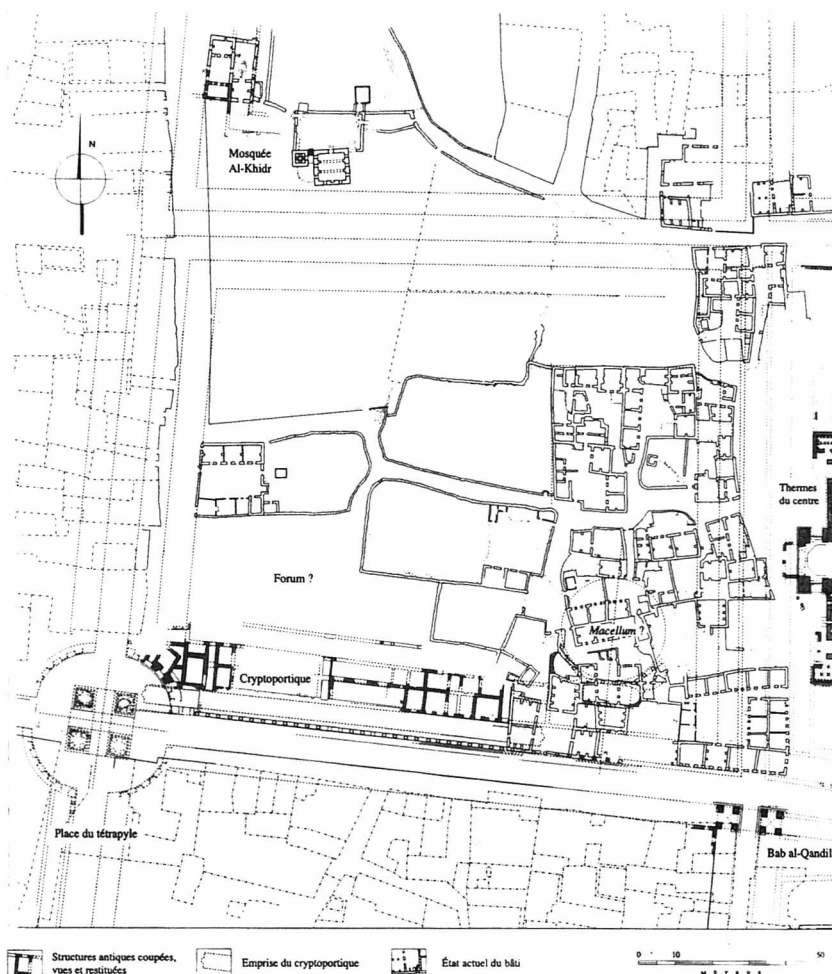 N
Mosquée
Al-Khidr
Thermes
du centre
Forum ?
Macellum ?
Cryptoportique
Place du tétrapyle
Bab al-Qandil
Structures antiques coupées,
vues et restituées
Emprise du cryptoportique
État actuel du bâti
0 10 50
MÈTRES